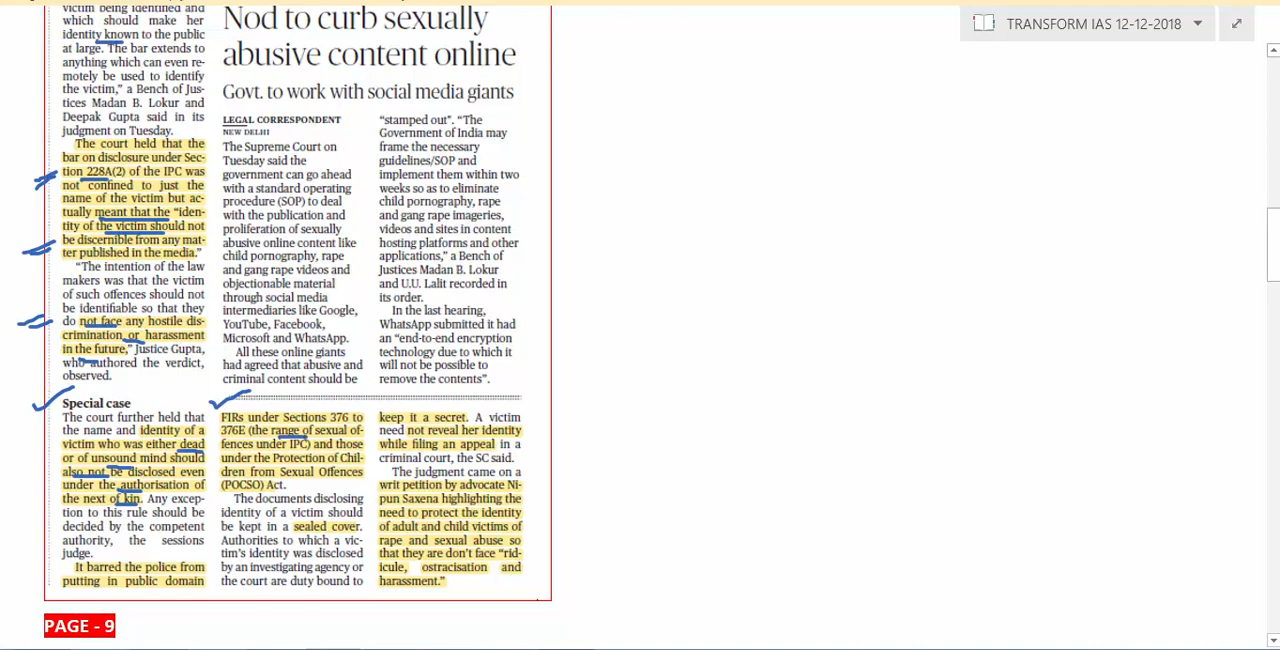 TRANSFORM IAS 12-12-2018
victim being identified and
which should make her
identity known to the public
at large. The bar extends to
anything which can even re-
motely be used to identify
the victim,” a Bench of Jus-
tices Madan B. Lokur and
Deepak Gupta said in its
judgment on Tuesday.
The court held that the
bar on disclosure under Sec-
tion 228A(2) of the IPC was
not confined to just the
name of the victim but ac-
tually meant that the “iden-
tity of the victim should not
be discernible from any mat-
ter published in the media.”
“The intention of the law
makers was that the victim
of such offences should not
be identifiable so that they
do not face any hostile dis-
crimination or harassment
in the future,” Justice Gupta,
who authored the verdict,
observed.
Special case
The court further held that
the name and identity of a
victim who was either dead
or of unsound mind should
also not be disclosed even
under the authorisation of
the next of kin. Any excep-
tion to this rule should be
decided by the competent
authority, the sessions
judge.
It barred the police from
putting in public domain
FIRs under Sections 376 to
376E (the range of sexual of-
fences under IPC) and those
under the Protection of Chil-
dren from Sexual Offences
(POCSO) Act.
The documents disclosing
identity of a victim should
be kept in a sealed cover.
Authorities to which a vic-
tim’s identity was disclosed
by an investigating agency or
the court are duty bound to
keep it a secret. A victim
need not reveal her identity
while filing an appeal in a
criminal court, the SC said.
The judgment came on a
writ petition by advocate Ni-
pun Saxena highlighting the
need to protect the identity
of adult and child victims of
rape and sexual abuse so
that they are don’t face “rid-
icule, ostracisation and
harassment.”
Nod to curb sexually
abusive content online
Govt. to work with social media giants
LEGAL CORRESPONDENT
NEW DELHI
The Supreme Court on
Tuesday said the
government can go ahead
with a standard operating
procedure (SOP) to deal
with the publication and
proliferation of sexually
abusive online content like
child pornography, rape
and gang rape videos and
objectionable material
through social media
intermediaries like Google,
YouTube, Facebook,
Microsoft and WhatsApp.
All these online giants
had agreed that abusive and
criminal content should be
“stamped out”. “The
Government of India may
frame the necessary
guidelines/SOP and
implement them within two
weeks so as to eliminate
child pornography, rape
and gang rape imageries,
videos and sites in content
hosting platforms and other
applications,” a Bench of
Justices Madan B. Lokur
and U.U. Lalit recorded in
its order.
In the last hearing,
WhatsApp submitted it had
an “end-to-end encryption
technology due to which it
will not be possible to
remove the contents”.
PAGE - 9